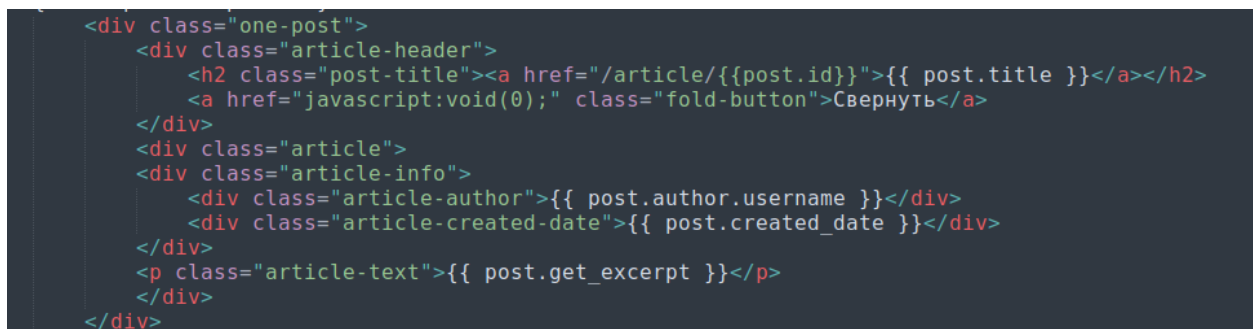 <div class="one-post">
<div class="article-header">
<h2 class="post-title"><a href="/article/{{post.id}}">{{ post.title }}</a></h2>
<a href="javascript:void(0);" class="fold-button">Свернуть</a>
</div>
<div class="article">
<div class="article-info">
<div class="article-author">{{ post.author.username }}</div>
<div class="article-created-date">{{ post.created_date }}</div>
</div>
<p class="article-text">{{ post.get_excerpt }}</p>
</div>
</div>